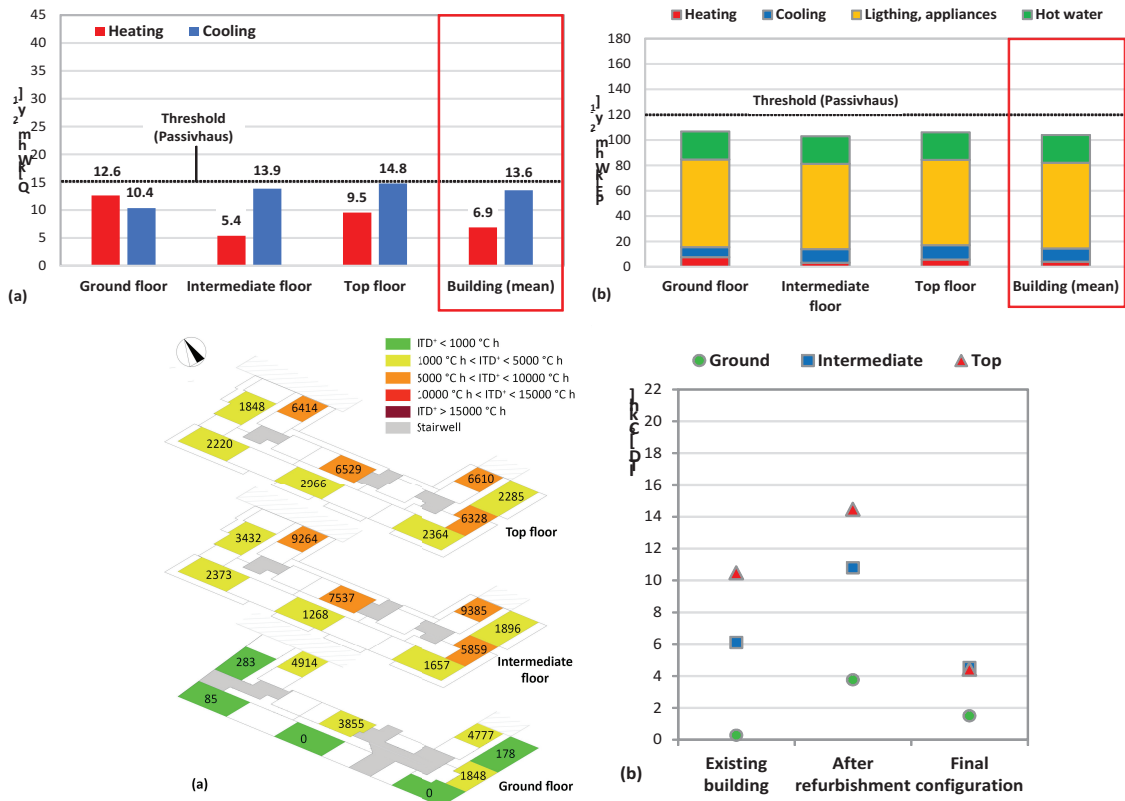 Heating Cooling
45
40
35
30
25
20
15
10
5
0
Q [kWh m⁻² y⁻¹]
Threshold
(Passivhaus)
12.6
10.4
5.4
13.9
9.5
14.8
6.9
13.6
Ground floor Intermediate floor Top floor Building (mean)
(a)
Heating Cooling Ligthing, appliances Hot water
180
160
140
120
100
80
60
40
20
0
Threshold (Passivhaus)
Ground floor Intermediate Top floor Building (mean)
floor
(b)
ITD⁺ < 1000 °C h
1000 °C h < ITD⁺ < 5000 °C h
5000 °C h < ITD⁺ < 10000 °C h
10000 °C h < ITD⁺ < 15000 °C h
ITD⁺ > 15000 °C h
Stairwell
1848
6414
2220
6529
2966
6610
2285
6328
2364
Top floor
3432
9264
2373
7537
1268
9385
1896
5859
1657
Intermediate
floor
283
4914
85
3855
0
4777
178
1848
0
Ground floor
(a)
Ground Intermediate Top
22
20
18
16
14
12
10
8
6
4
2
0
Existing After Final
building refurbishment configuration
(b)